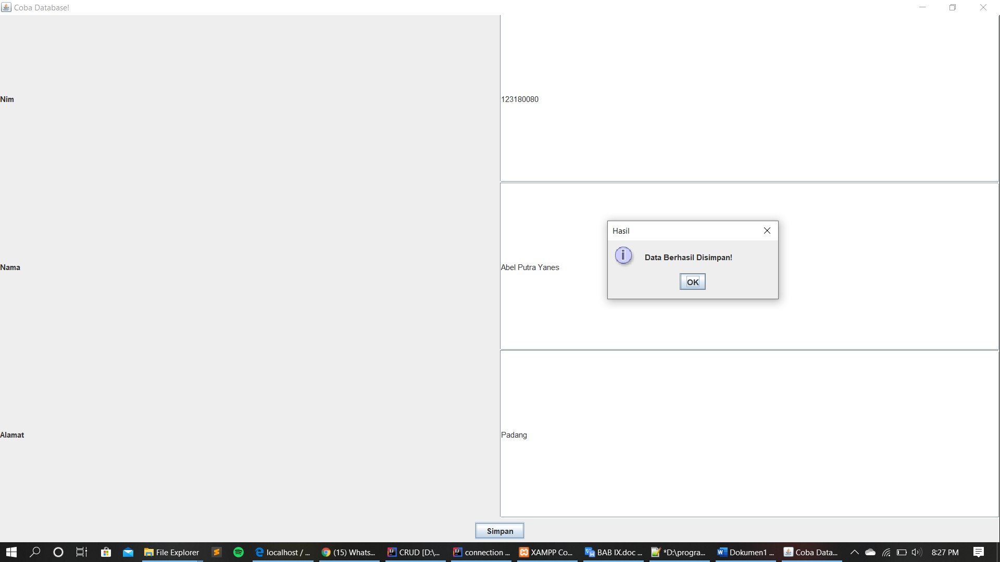 Coba Database!
Nim
123180080
Hasil
Data Berhasil Disimpan!
OK
Nama
Abel Putra Yanes
Alamat
Padang
Simpan
File Explorer
localhost / ...
(15) Whats...
CRUD [D:\...
connection ...
XAMPP Co...
BAB IX.doc ...
*D:\progra...
Dokumen1 ...
Coba Data...
8:27 PM